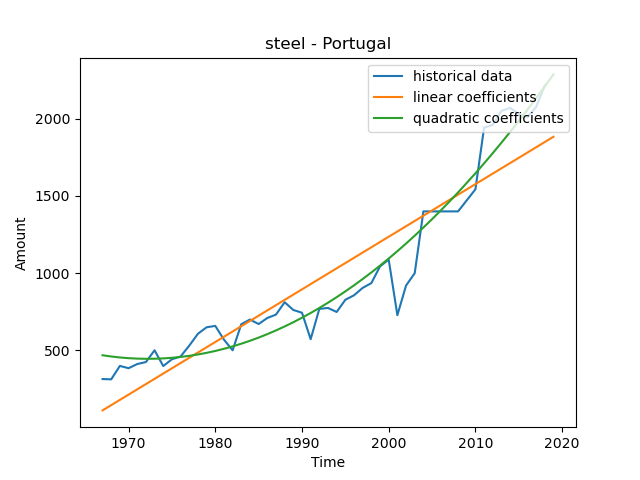 steel - Portugal
historical data
linear coefficients
quadratic coefficients
2000
1500
1000
500
Amount
1970 1980 1990 2000 2010 2020
Time